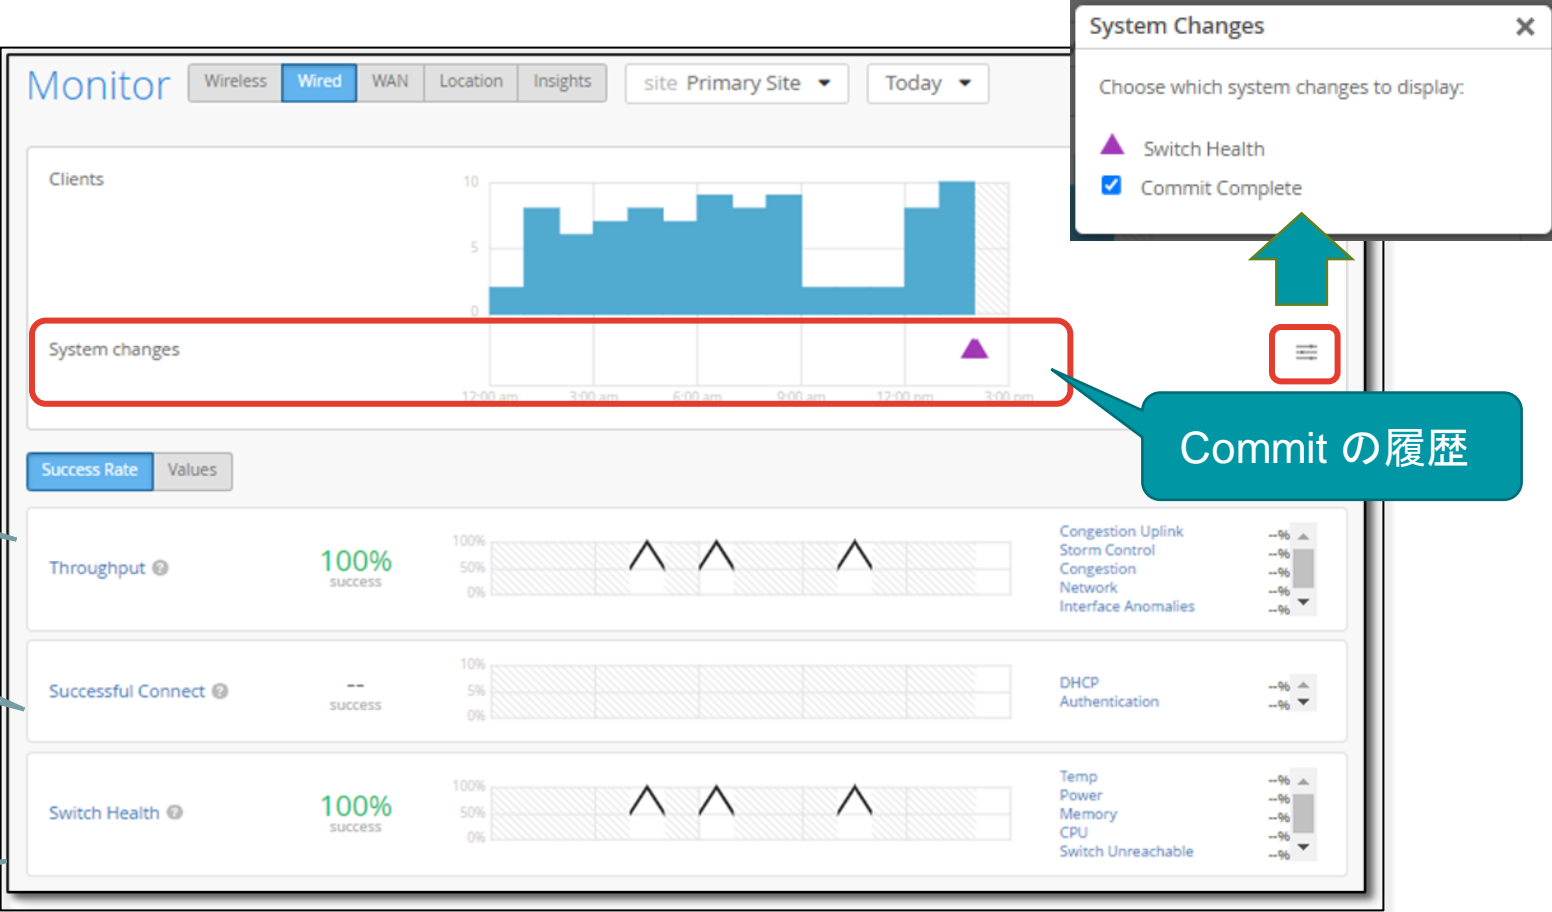 System Changes
Choose which system changes to display:
Switch Health
Commit Complete
Monitor
Wireless Wired WAN Location Insights
site Primary Site
Today
Clients
10
5
0
System changes
12:00 am 3:00 am 6:00 am 9:00 am 12:00 pm 3:00 pm
Commit の履歴
Success Rate Values
Throughput
100%
success
100%
50%
0%
Congestion Uplink --%
Storm Control --%
Congestion --%
Network --%
Interface Anomalies --%
Successful Connect
--
success
10%
5%
0%
DHCP --%
Authentication --%
Switch Health
100%
success
100%
50%
0%
Temp --%
Power --%
Memory --%
CPU --%
Switch Unreachable --%